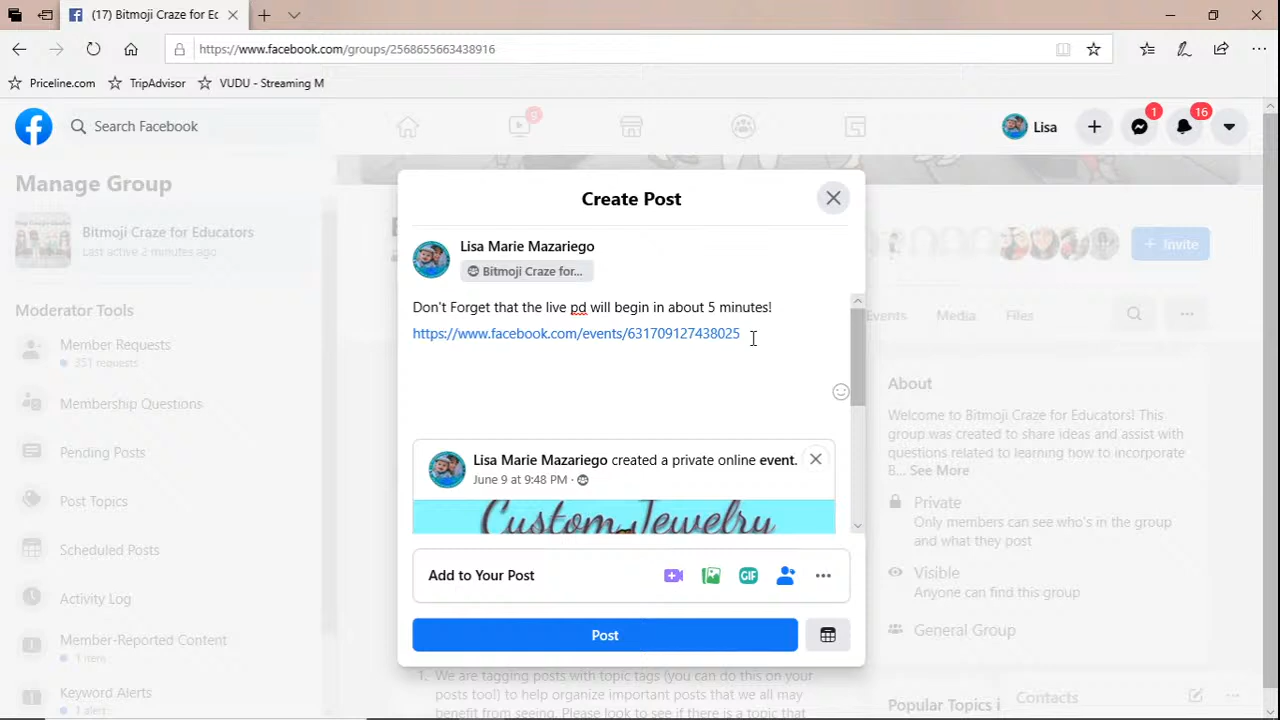 (17) Bitmoji Craze for Ec
https://www.facebook.com/groups/2568655663438916
Priceline.com
TripAdvisor
VUDU - Streaming M
Search Facebook
9
Lisa
1
16
Manage Group
Bitmoji Craze for Educators
Last active 2 minutes ago
Moderator Tools
Member Requests
351 requests
Membership Questions
Pending Posts
Post Topics
Scheduled Posts
Activity Log
Member-Reported Content
1 item
Keyword Alerts
1 alert
Create Post
Lisa Marie Mazariego
Bitmoji Craze for...
Don't Forget that the live pd will begin in about 5 minutes!
https://www.facebook.com/events/631709127438025
Lisa Marie Mazariego created a private online event.
June 9 at 9:48 PM ·
Custom Jewelry
Add to Your Post
GIF
Post
1. We are tagging posts with topic tags (you can do this on your
posts tool) to help organize important posts that we all may
benefit from seeing. Please look to see if there is a topic that
+ Invite
Events
Media
Files
About
Welcome to Bitmoji Craze for Educators! This
group was created to share ideas and assist with
questions related to learning how to incorporate
B... See More
Private
Only members can see who's in the group
and what they post
Visible
Anyone can find this group
General Group
Popular Topics i
Contacts